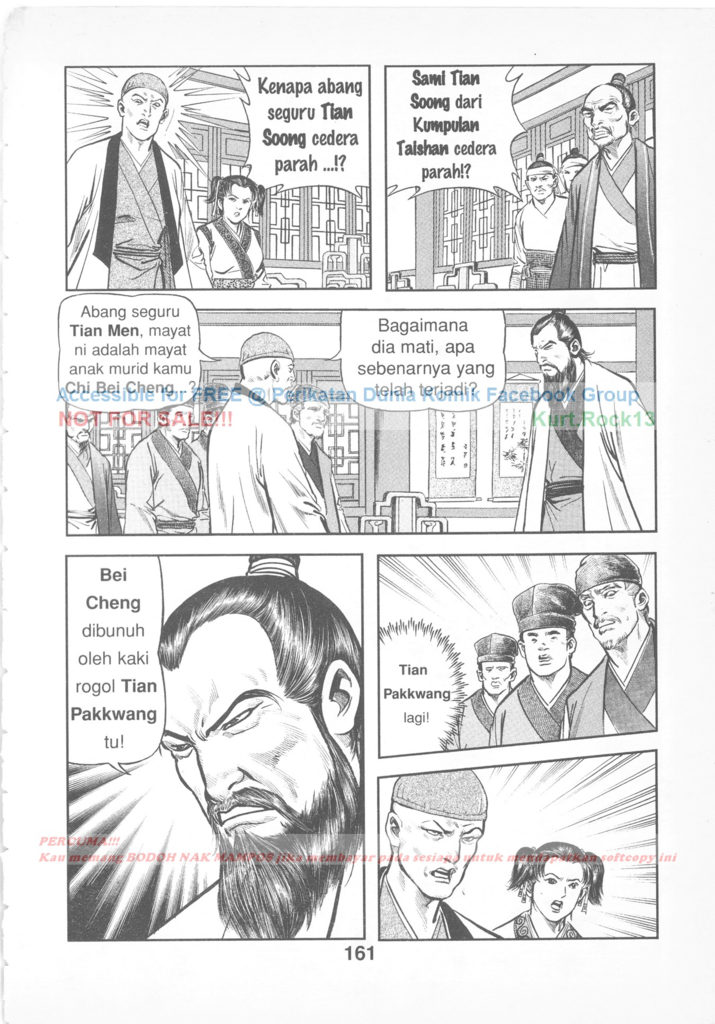 Kenapa abang
seguru Tian
Soong cedera
parah ...!?
Sami Tian
Soong dari
Kumpulan
Taishan cedera
parah!?
Abang seguru
Tian Men, mayat
ni adalah mayat
anak murid kamu
Chi Bei Cheng...?
Bagaimana
dia mati, apa
sebenarnya yang
telah terjadi?
Accessible for FREE @ Perikatan Dunia Komik Facebook Group
NOT FOR SALE!!!
Kurt.Rock13
Bei
Cheng
dibunuh
oleh kaki
rogol Tian
Pakkwang
tu!
Tian
Pakkwang
lagi!
PERCUMA!!!
Kau memang BODOH NAK MAMPOS jika membayar pada sesiapa untuk mendapatkan softcopy ini
161